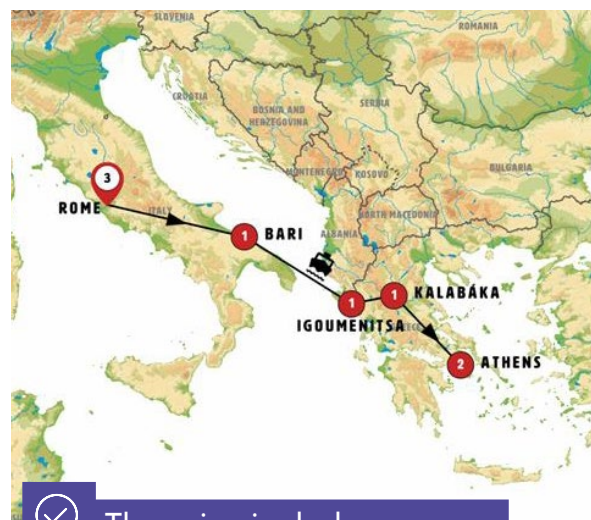 SLOVENIA
ROMANIA
CROATIA
BOSNIA AND
HERZEGOVINA
SERBIA
MONTENEGRO
KOSOVO
BULGARIA
3
ROME
ITALY
1
BARI
NORTH MACEDONIA
ALBANIA
1
IGOUMENITSA
1
KALABÁKA
2
ATHENS